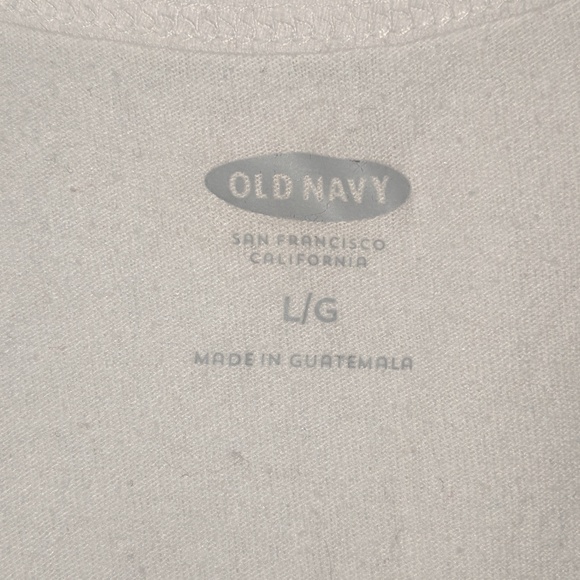 OLD NAVY
SAN FRANCISCO
CALIFORNIA
L/G
MADE IN GUATEMALA